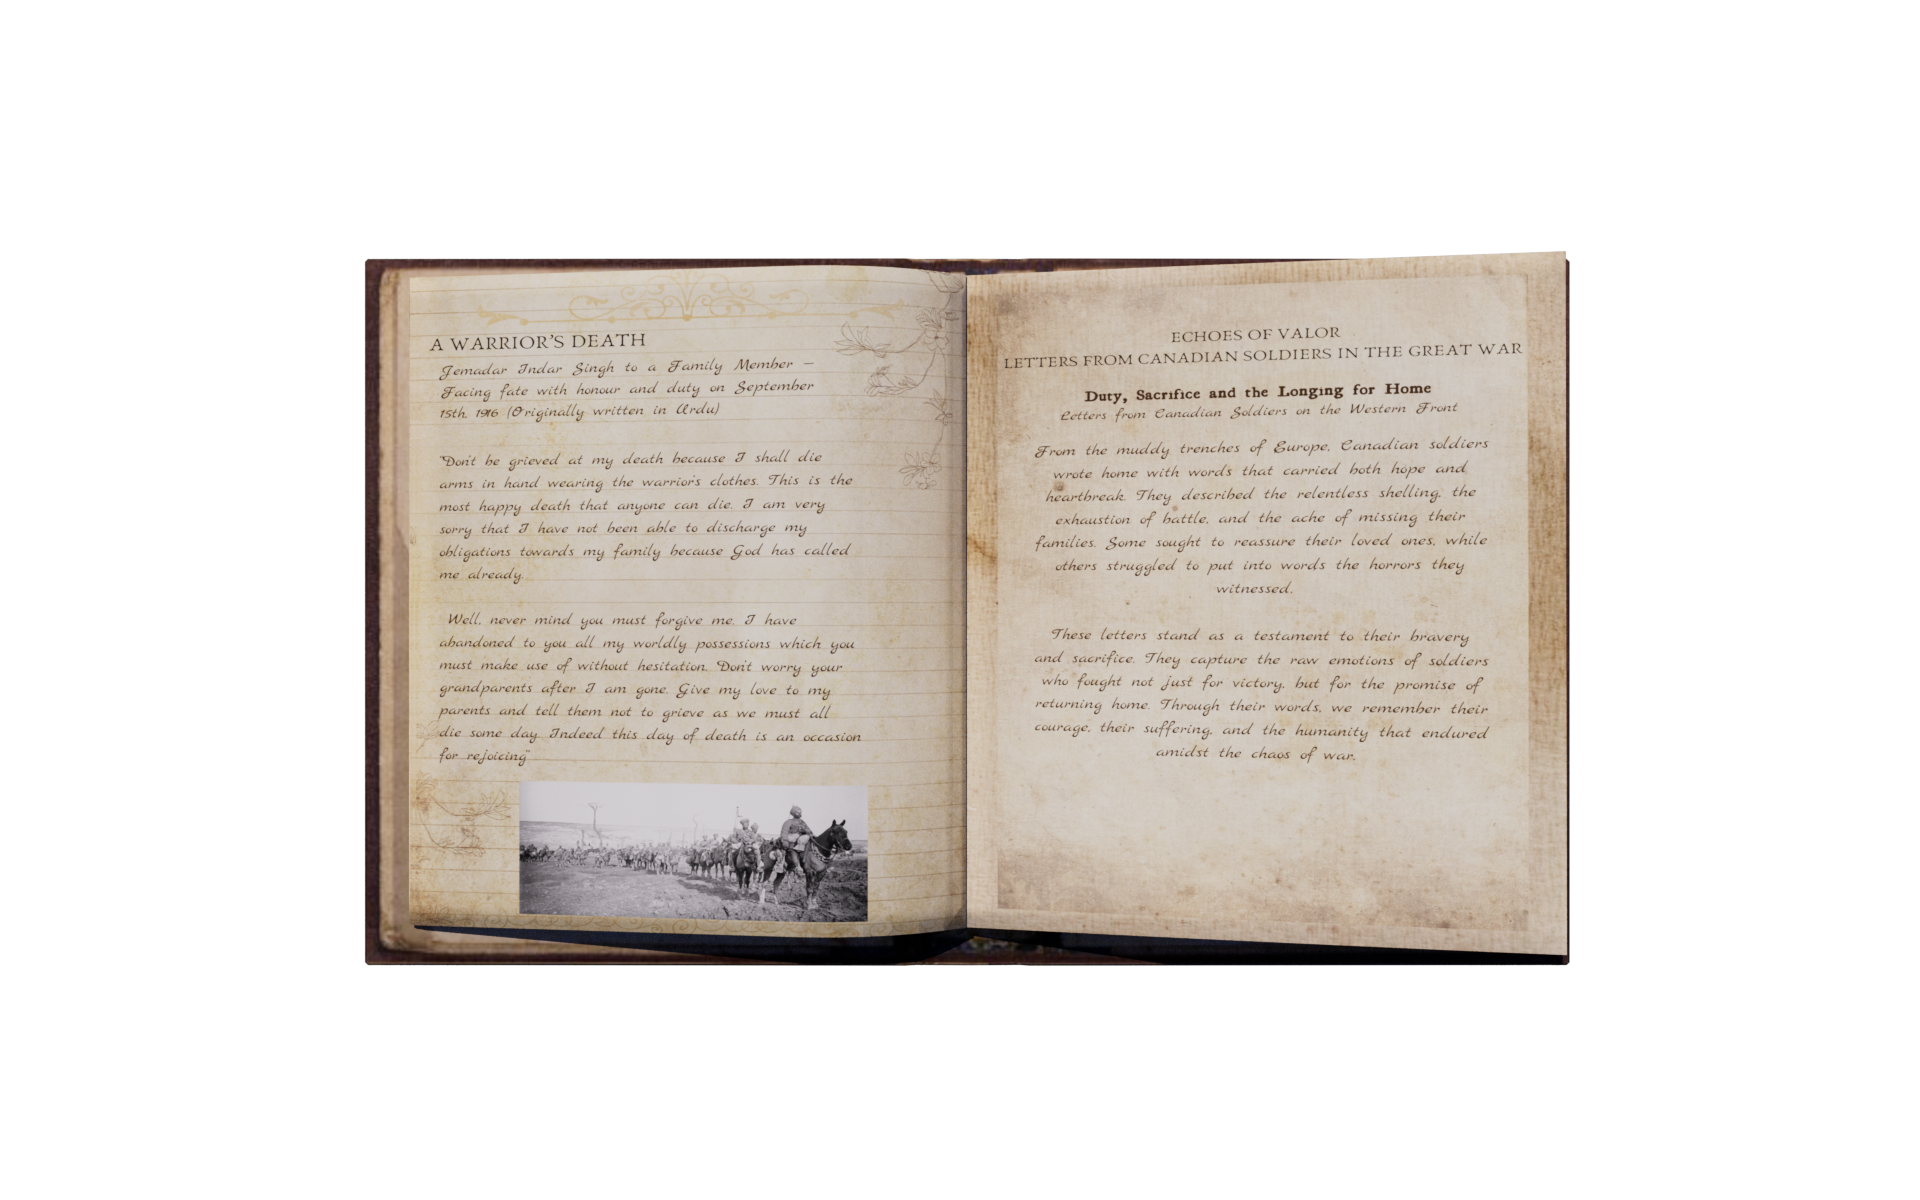 A WARRIOR'S DEATH
Jemadar Indar Singh to a Family Member –
Facing fate with honour and duty on September
15th, 1916 (Originally written in Urdu)
"Don't be grieved at my death because I shall die
arms in hand wearing the warrior's clothes. This is the
most happy death that anyone can die. I am very
sorry that I have not been able to discharge my
obligations towards my family because God has called
me already.
Well, never mind you must forgive me. I have
abandoned to you all my worldly possessions which you
must make use of without hesitation. Don't worry your
grandparents after I am gone. Give my love to my
parents and tell them not to grieve as we must all
die some day. Indeed this day of death is an occasion
for rejoicing"
ECHOES OF VALOR
LETTERS FROM CANADIAN SOLDIERS IN THE GREAT WAR
Duty, Sacrifice and the Longing for Home
Letters from Canadian Soldiers on the Western Front
From the muddy trenches of Europe, Canadian soldiers
wrote home with words that carried both hope and
heartbreak. They described the relentless shelling, the
exhaustion of battle, and the ache of missing their
families. Some sought to reassure their loved ones, while
others struggled to put into words the horrors they
witnessed.
These letters stand as a testament to their bravery
and sacrifice. They capture the raw emotions of soldiers
who fought not just for victory, but for the promise of
returning home. Through their words, we remember their
courage, their suffering, and the humanity that endured
amidst the chaos of war.